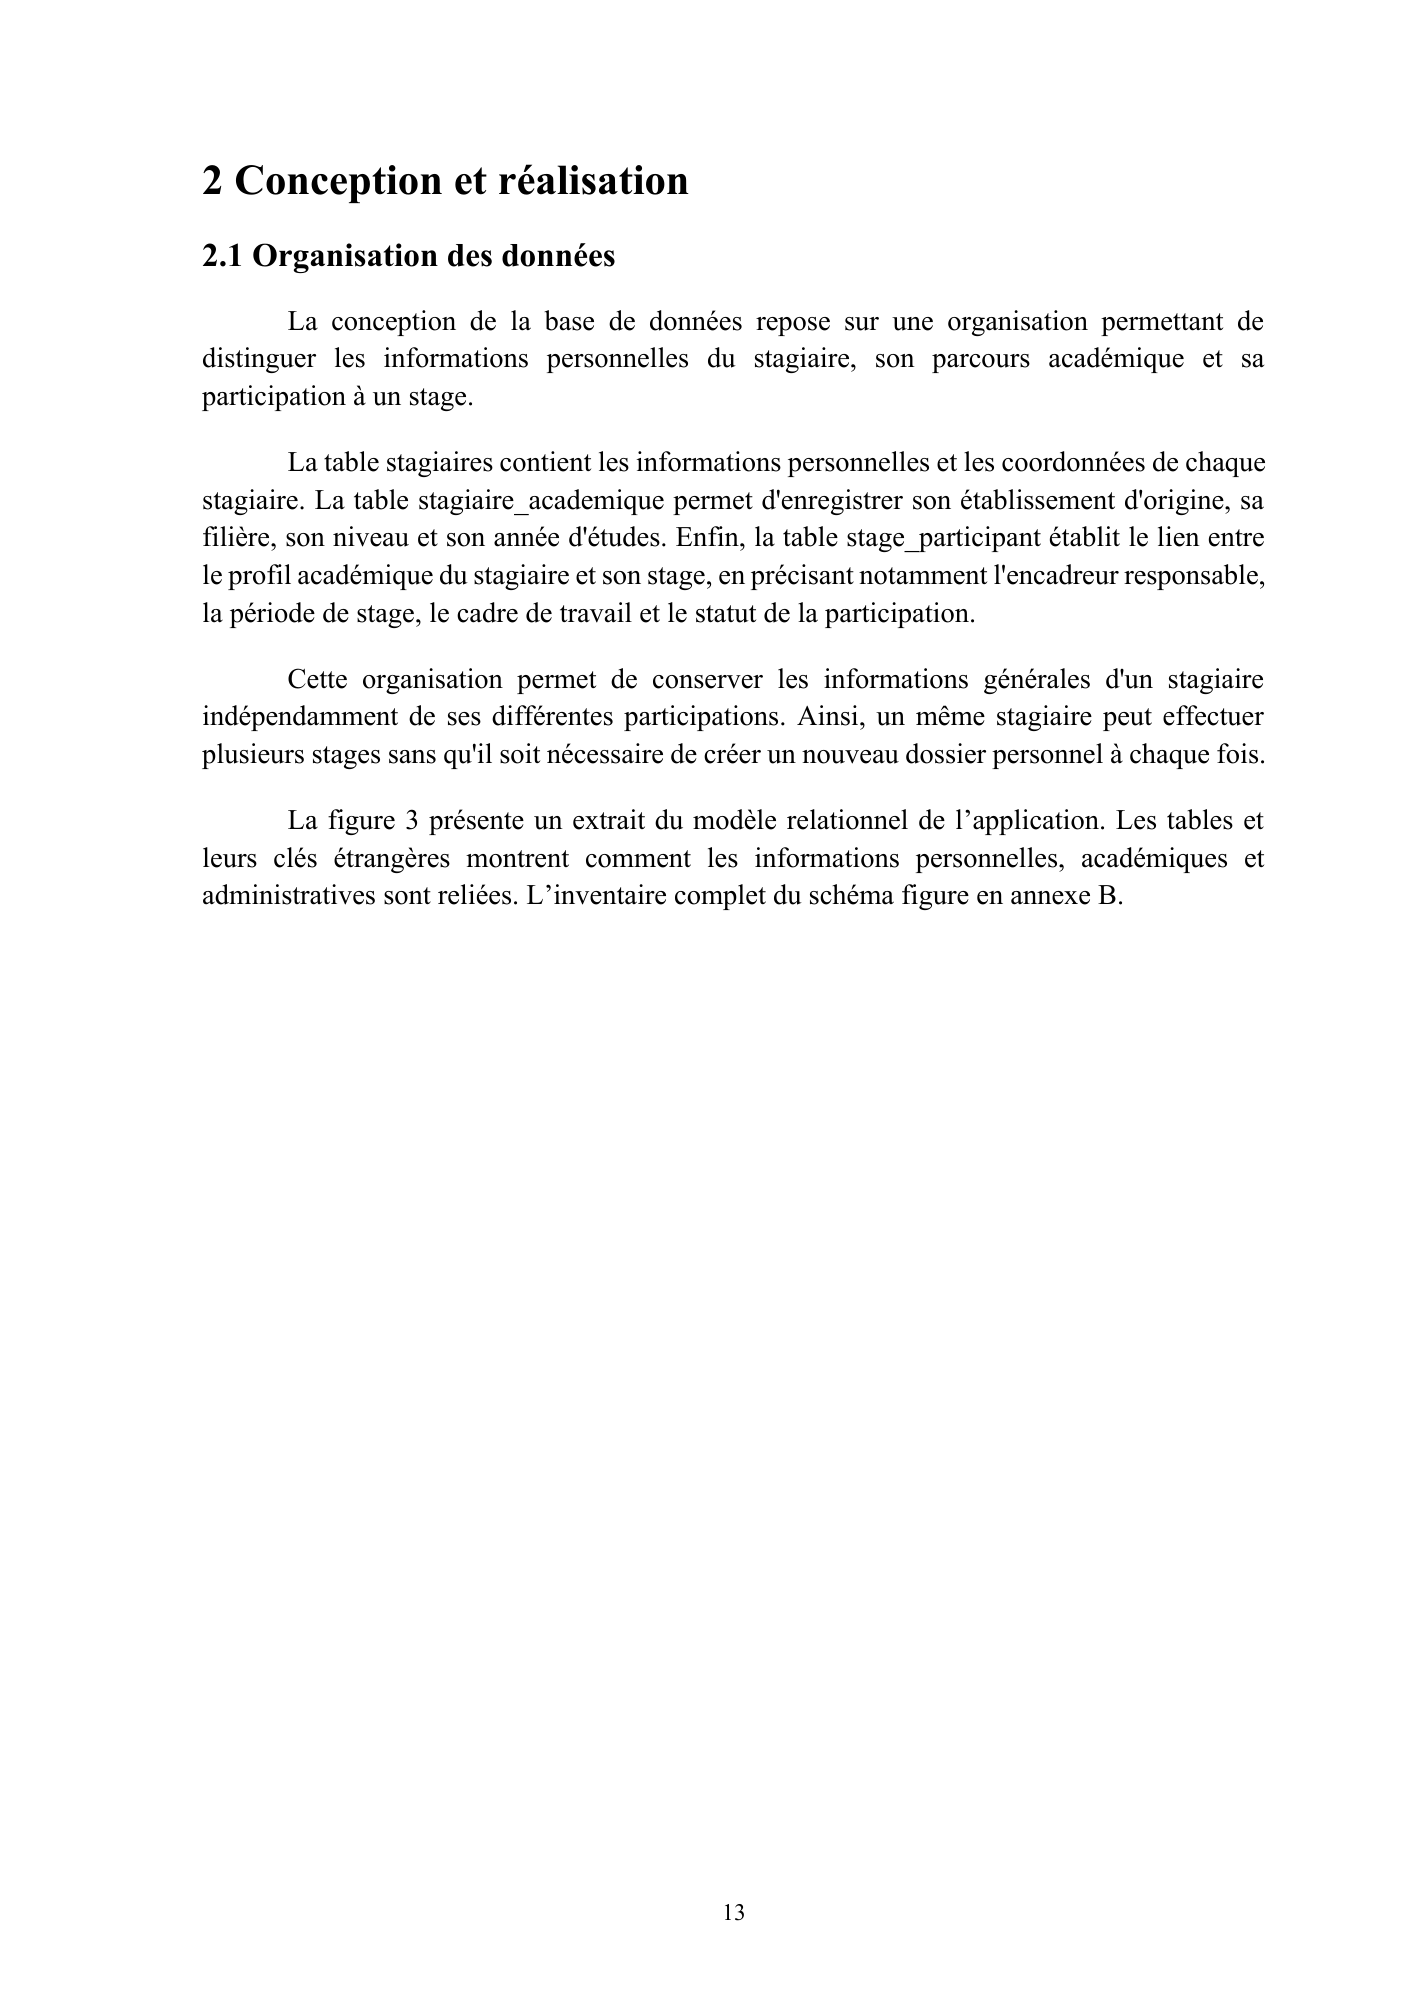 2 Conception et réalisation
2.1 Organisation des données
La conception de la base de données repose sur une organisation permettant de
distinguer les informations personnelles du stagiaire, son parcours académique et sa
participation à un stage.
La table stagiaires contient les informations personnelles et les coordonnées de chaque
stagiaire. La table stagiaire_academique permet d'enregistrer son établissement d'origine, sa
filière, son niveau et son année d'études. Enfin, la table stage_participant établit le lien entre
le profil académique du stagiaire et son stage, en précisant notamment l'encadreur responsable,
la période de stage, le cadre de travail et le statut de la participation.
Cette organisation permet de conserver les informations générales d'un stagiaire
indépendamment de ses différentes participations. Ainsi, un même stagiaire peut effectuer
plusieurs stages sans qu'il soit nécessaire de créer un nouveau dossier personnel à chaque fois.
La figure 3 présente un extrait du modèle relationnel de l’application. Les tables et
leurs clés étrangères montrent comment les informations personnelles, académiques et
administratives sont reliées. L’inventaire complet du schéma figure en annexe B.
13